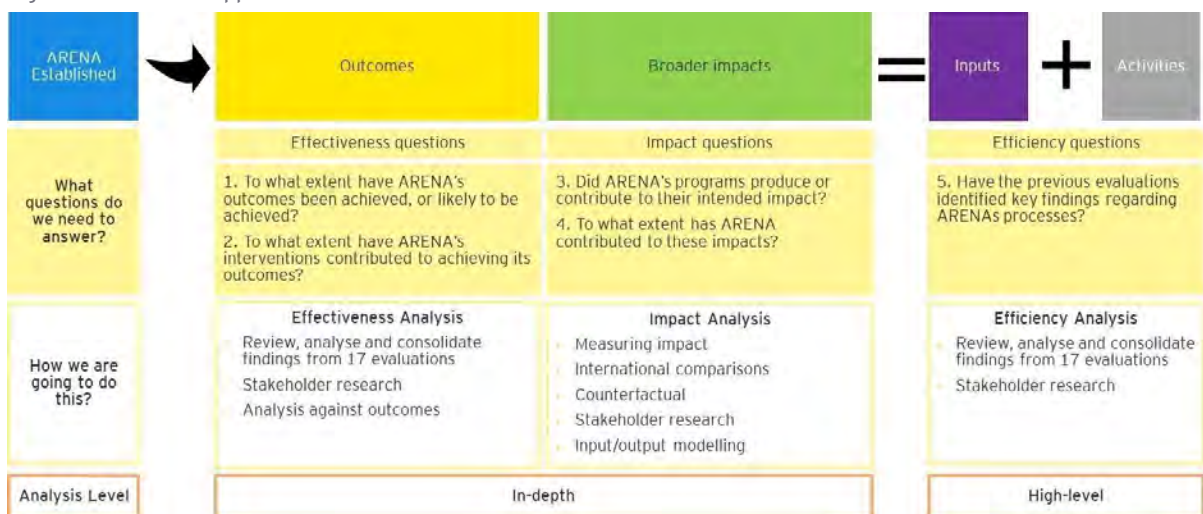 ARENA
Established
Outcomes
Broader impacts
=
Inputs
+
Activities
Effectiveness questions
Impact questions
Efficiency questions
What
questions do
we need to
answer?
1. To what extent have ARENA's
outcomes been achieved, or likely to be
achieved?
2. To what extent have ARENA's
interventions contributed to achieving its
outcomes?
3. Did ARENA's programs produce or
contribute to their intended impact?
4. To what extent has ARENA
contributed to these impacts?
5. Have the previous evaluations
identified key findings regarding
ARENAs processes?
How we are
going to do
this?
Effectiveness Analysis
Review, analyse and consolidate
findings from 17 evaluations
Stakeholder research
Analysis against outcomes
Impact Analysis
Measuring impact
International comparisons
Counterfactual
Stakeholder research
Input/output modelling
Efficiency Analysis
Review, analyse and consolidate
findings from 17 evaluations
Stakeholder research
Analysis Level
In-depth
High-level